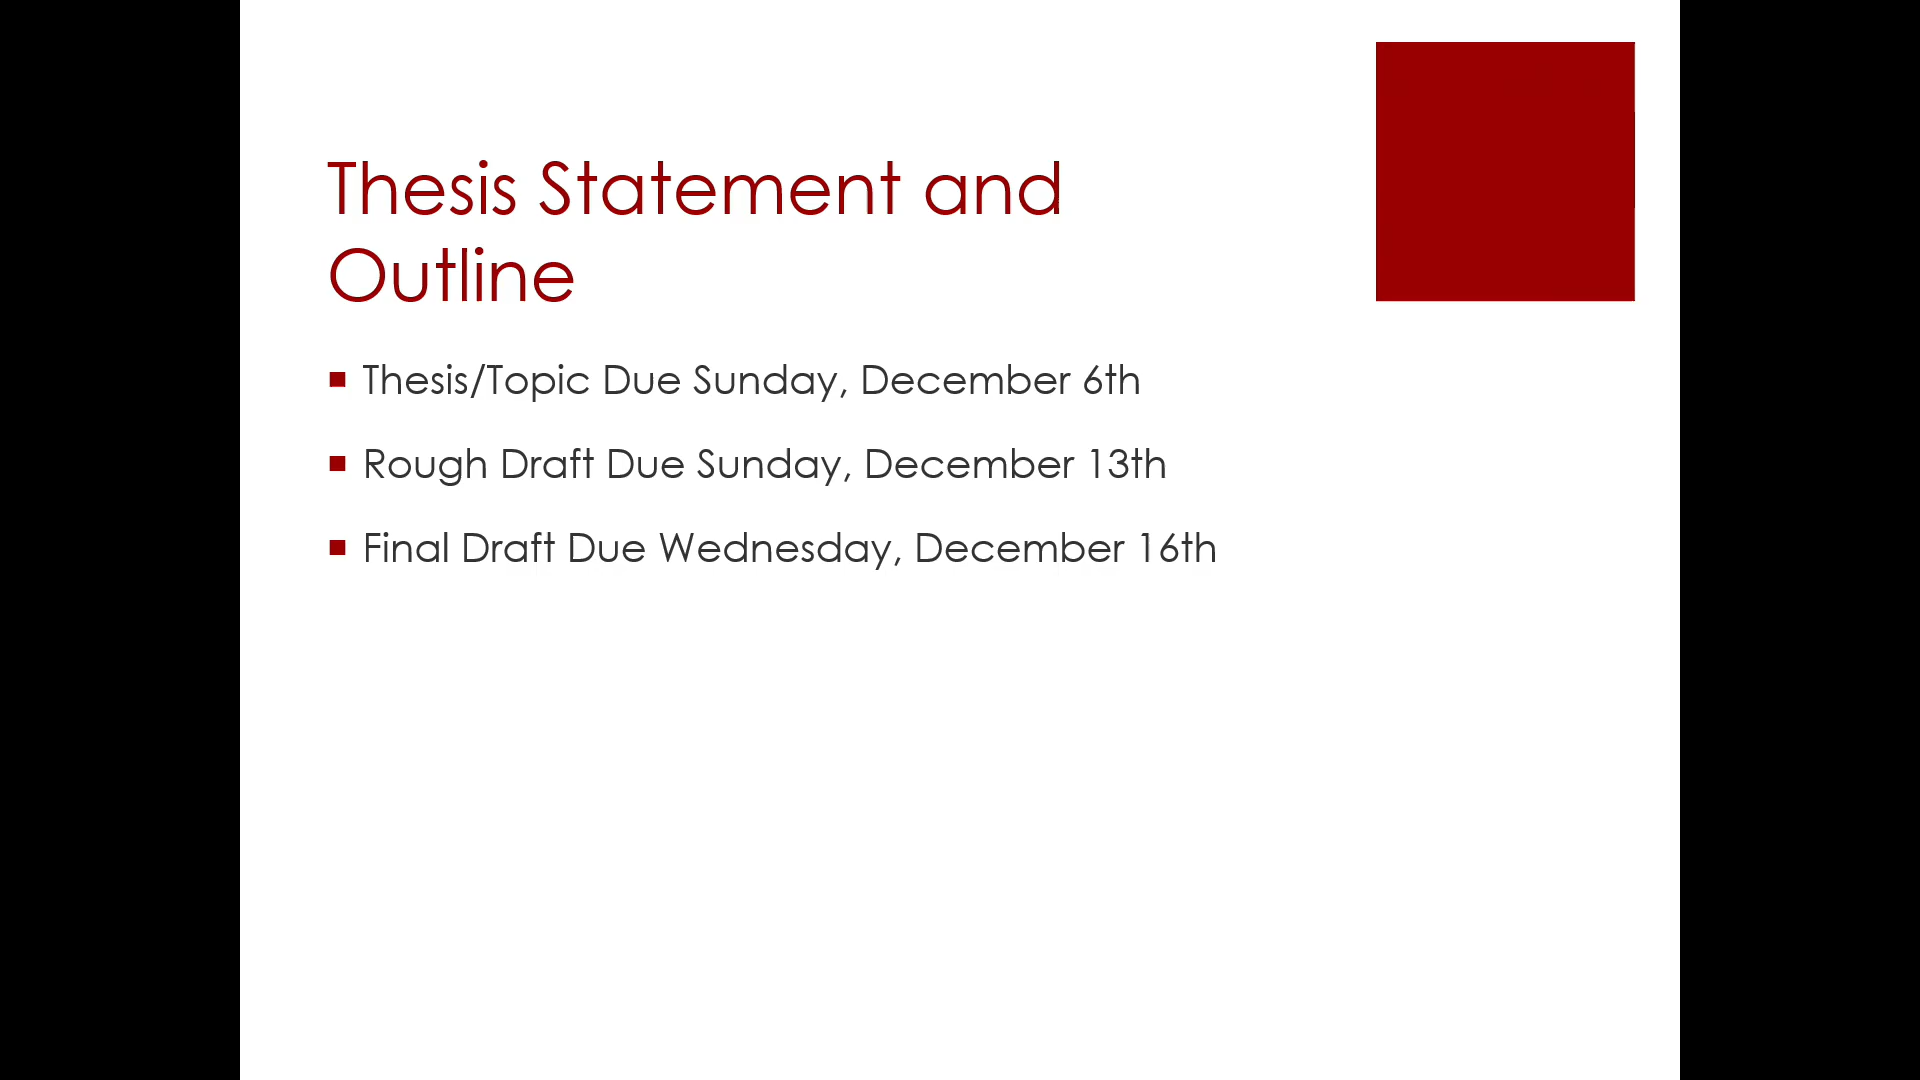 Thesis Statement and
Outline
Thesis/Topic Due Sunday, December 6th
Rough Draft Due Sunday, December 13th
Final Draft Due Wednesday, December 16th